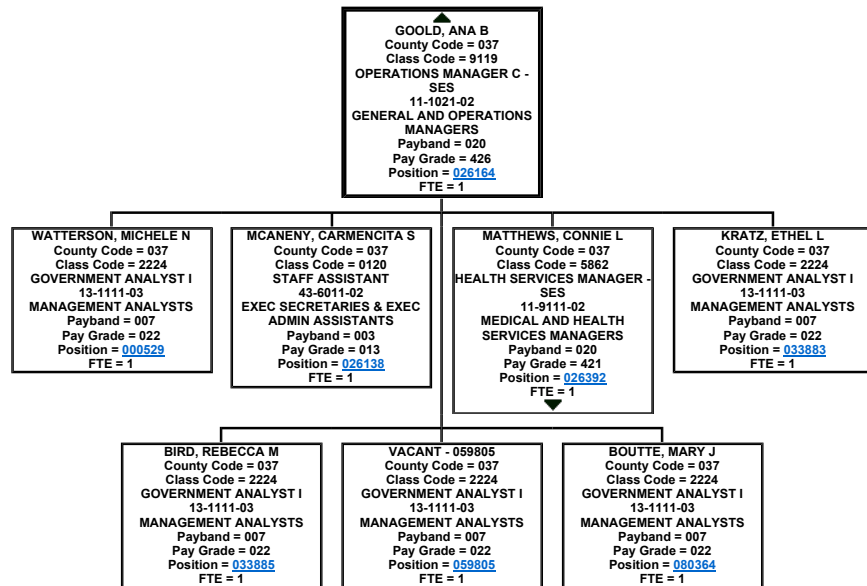 GOOLD, ANA B
County Code = 037
Class Code = 9119
OPERATIONS MANAGER C -
SES
11-1021-02
GENERAL AND OPERATIONS
MANAGERS
Payband = 020
Pay Grade = 426
Position = 026164
FTE = 1
WATTERSON, MICHELE N
County Code = 037
Class Code = 2224
GOVERNMENT ANALYST I
13-1111-03
MANAGEMENT ANALYSTS
Payband = 007
Pay Grade = 022
Position = 000529
FTE = 1
MCANENY, CARMENCITA S
County Code = 037
Class Code = 0120
STAFF ASSISTANT
43-6011-02
EXEC SECRETARIES & EXEC
ADMIN ASSISTANTS
Payband = 003
Pay Grade = 013
Position = 026138
FTE = 1
MATTHEWS, CONNIE L
County Code = 037
Class Code = 5862
HEALTH SERVICES MANAGER -
SES
11-9111-02
MEDICAL AND HEALTH
SERVICES MANAGERS
Payband = 020
Pay Grade = 421
Position = 026392
FTE = 1
KRATZ, ETHEL L
County Code = 037
Class Code = 2224
GOVERNMENT ANALYST I
13-1111-03
MANAGEMENT ANALYSTS
Payband = 007
Pay Grade = 022
Position = 033883
FTE = 1
BIRD, REBECCA M
County Code = 037
Class Code = 2224
GOVERNMENT ANALYST I
13-1111-03
MANAGEMENT ANALYSTS
Payband = 007
Pay Grade = 022
Position = 033885
FTE = 1
VACANT - 059805
County Code = 037
Class Code = 2224
GOVERNMENT ANALYST I
13-1111-03
MANAGEMENT ANALYSTS
Payband = 007
Pay Grade = 022
Position = 059805
FTE = 1
BOUTTE, MARY J
County Code = 037
Class Code = 2224
GOVERNMENT ANALYST I
13-1111-03
MANAGEMENT ANALYSTS
Payband = 007
Pay Grade = 022
Position = 080364
FTE = 1